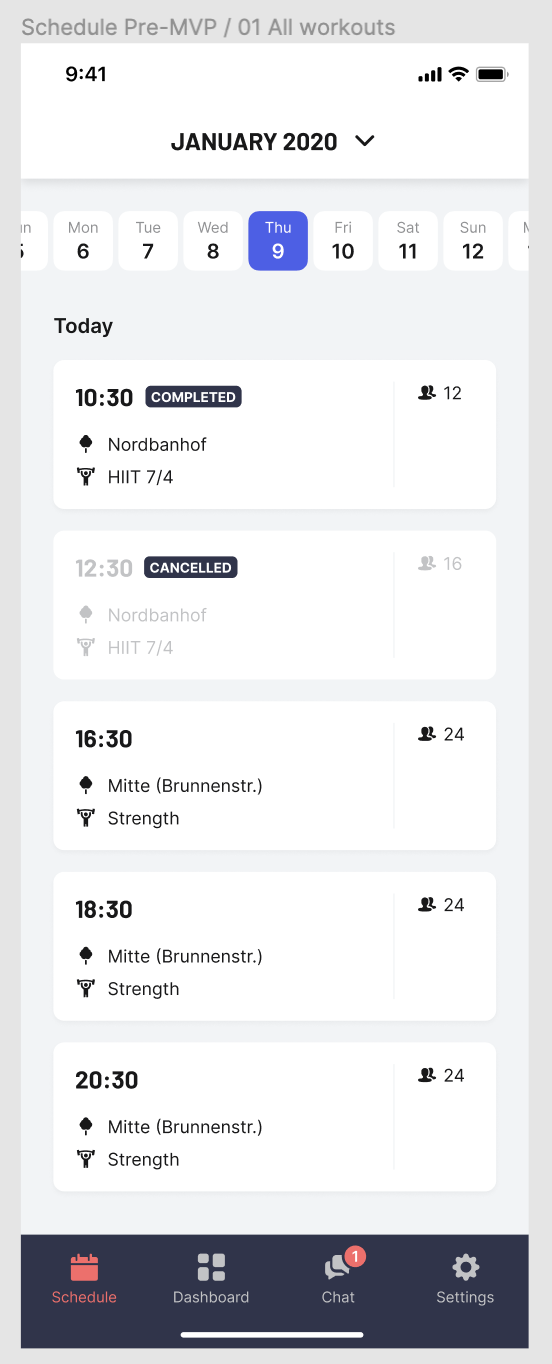 Schedule Pre-MVP / 01 All workouts
9:41
JANUARY 2020
Mon Tue Wed Thu Fri Sat Sun
6 7 8 9 10 11 12
Today
10:30 COMPLETED 12
Nordbanhof
HIIT 7/4
12:30 CANCELLED 16
Nordbanhof
HIIT 7/4
16:30 24
Mitte (Brunnenstr.)
Strength
18:30 24
Mitte (Brunnenstr.)
Strength
20:30 24
Mitte (Brunnenstr.)
Strength
1
Schedule Dashboard Chat Settings